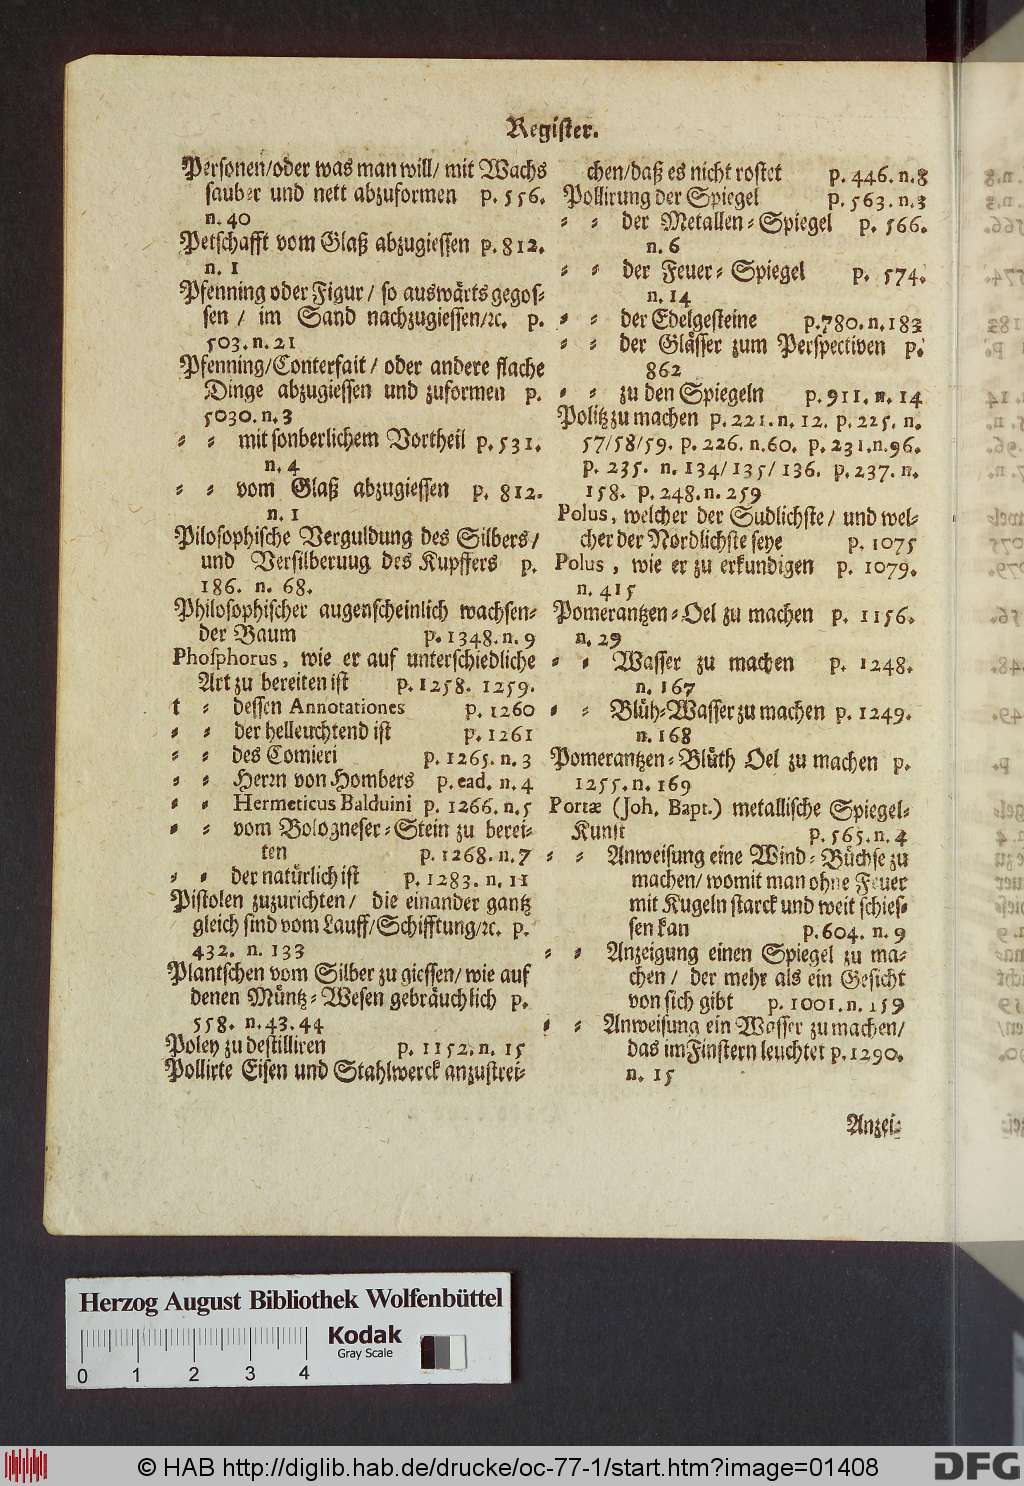 Register.
Personen/oder was man will/ mit Wachs
sauber und nett abzuformen p. 556.
n. 40
Petschafft vom Glaß abzugiessen p. 812.
n. 1
Pfenning oder Figur / so auswärts gegos⸗
sen / im Sand nachzugiessen/ꝛc. p.
503. n. 21
Pfenning/Conterfait / oder andere flache
Dinge abzugiessen und zuformen p.
5030. n. 3
⸗ ⸗ mit sonderlichem Vortheil p. 531.
n. 4
⸗ ⸗ vom Glaß abzugiessen p. 812.
n. 1
Pilosophische Verguldung des Silbers/
und Versilberuug des Kupffers p.
186. n. 68.
Philosophischer augenscheinlich wachsen⸗
der Baum p. 1348. n. 9
Phosphorus, wie er auf unterschiedliche
Art zu bereiten ist p. 1258. 1259.
t ⸗ dessen Annotationes p. 1260
⸗ ⸗ der helleuchtend ist p. 1261
⸗ ⸗ des Comieri p. 1265. n. 3
⸗ ⸗ Herrn von Hombers p. ead. n. 4
⸗ ⸗ Hermeticus Balduini p. 1266. n. 5
⸗ ⸗ vom Bologneser⸗Stein zu berei⸗
ten p. 1268. n. 7
⸗ ⸗ der natürlich ist p. 1283. n. 11
Pistolen zuzurichten / die einander gantz
gleich sind vom Lauff/Schifftung/ꝛc. p.
432. n. 133
Plantschen vom Silber zu giessen/ wie auf
denen Müntz⸗Wesen gebräuchlich p.
558. n. 43. 44
Poley zu destilliren p. 1152. n. 15
Pollirte Eisen und Stahlwerck anzustrei⸗
chen/daß es nicht rostet p. 446. n. 8
Pollirung der Spiegel p. 563. n. 3
⸗ ⸗ der Metallen⸗Spiegel p. 566.
n. 6
⸗ ⸗ der Feuer⸗Spiegel p. 574.
n. 14
⸗ ⸗ der Edelgesteine p. 780. n. 182
⸗ ⸗ der Gläser zum Perspectiven p.
862
⸗ ⸗ zu den Spiegeln p. 911. n. 14
Politz zu machen p. 221. n. 12. p. 225. n.
57/58/59. p. 226. n. 60. p. 231. n. 96.
p. 235. n. 134/ 135/ 136. p. 237. n.
158. p. 248. n. 259
Polus, welcher der Sudlichste / und wel⸗
cher der Nordlichste seye p. 1075
Polus, wie er zu erkundigen p. 1079.
n. 415
Pomerantzen⸗Oel zu machen p. 1156.
n. 29
⸗ ⸗ Wasser zu machen p. 1248.
n. 167
⸗ ⸗ Blüh⸗Wasser zu machen p. 1249.
n. 168
Pomerantzen⸗Blüth Oel zu machen p.
1255. n. 169
Portæ (Joh. Bapt.) metallische Spiegel⸗
Kunst p. 565. n. 4
⸗ ⸗ Anweisung eine Wind⸗Büchse zu
machen/ womit man ohne Feuer
mit Kugeln starck und weit schies⸗
sen kan p. 604. n. 9
⸗ ⸗ Anzeigung einen Spiegel zu ma⸗
chen / der mehr als ein Gesicht
von sich gibt p. 1001. n. 159
⸗ ⸗ Anweisung ein Wasser zu machen/
das im Finstern leuchtet p. 1290.
n. 15
Anzei⸗
Herzog August Bibliothek Wolfenbüttel
Kodak
Gray Scale
0 1 2 3 4
© HAB http://diglib.hab.de/drucke/oc-77-1/start.htm?image=01408
DFG